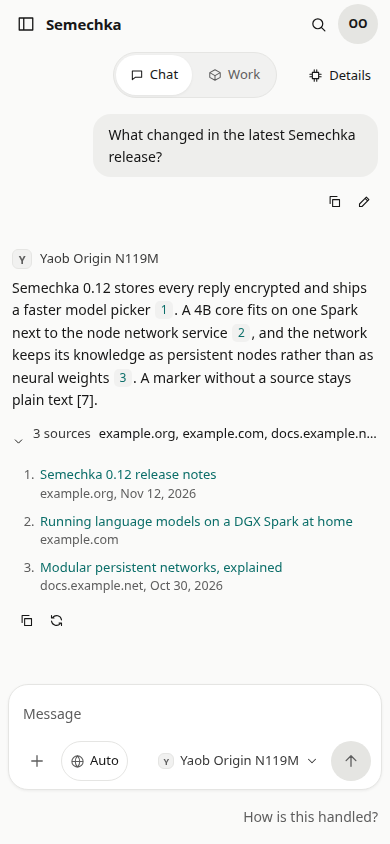 Semechka
OO
Chat
Work
Details
What changed in the latest Semechka
release?
Y Yaob Origin N119M
Semechka 0.12 stores every reply encrypted and ships
a faster model picker 1 . A 4B core fits on one Spark
next to the node network service 2 , and the network
keeps its knowledge as persistent nodes rather than as
neural weights 3 . A marker without a source stays
plain text [7].
3 sources example.org, example.com, docs.example.n...
1. Semechka 0.12 release notes
example.org, Nov 12, 2026
2. Running language models on a DGX Spark at home
example.com
3. Modular persistent networks, explained
docs.example.net, Oct 30, 2026
Message
Auto
Y Yaob Origin N119M
How is this handled?